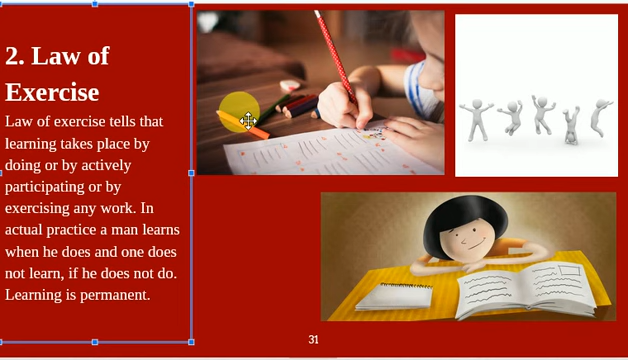 2. Law of
Exercise
Law of exercise tells that
learning takes place by
doing or by actively
participating or by
exercising any work. In
actual practice a man learns
when he does and one does
not learn, if he does not do.
Learning is permanent.
31